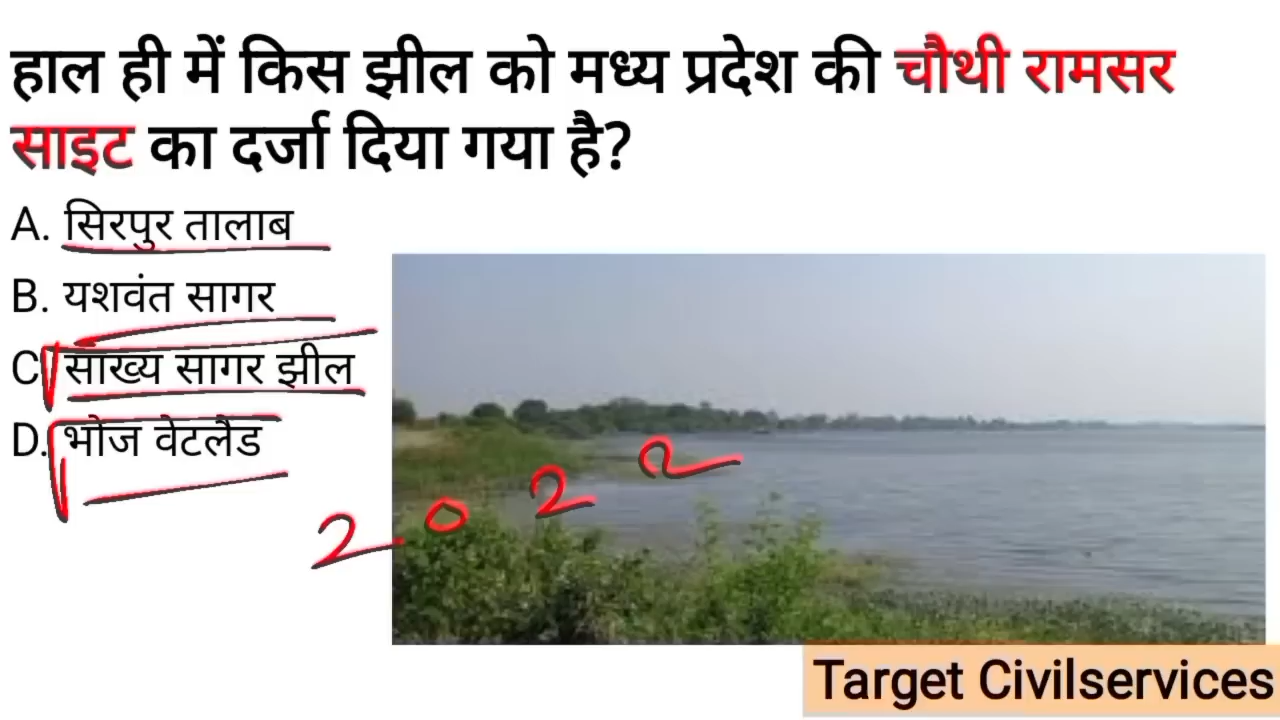 हाल ही में किस झील को मध्य प्रदेश की चौथी रामसर
साइट का दर्जा दिया गया है?
A. सिरपुर तालाब
B. यशवंत सागर
C. साख्य सागर झील
D. भोज वेटलैंड
2022
Target Civilservices